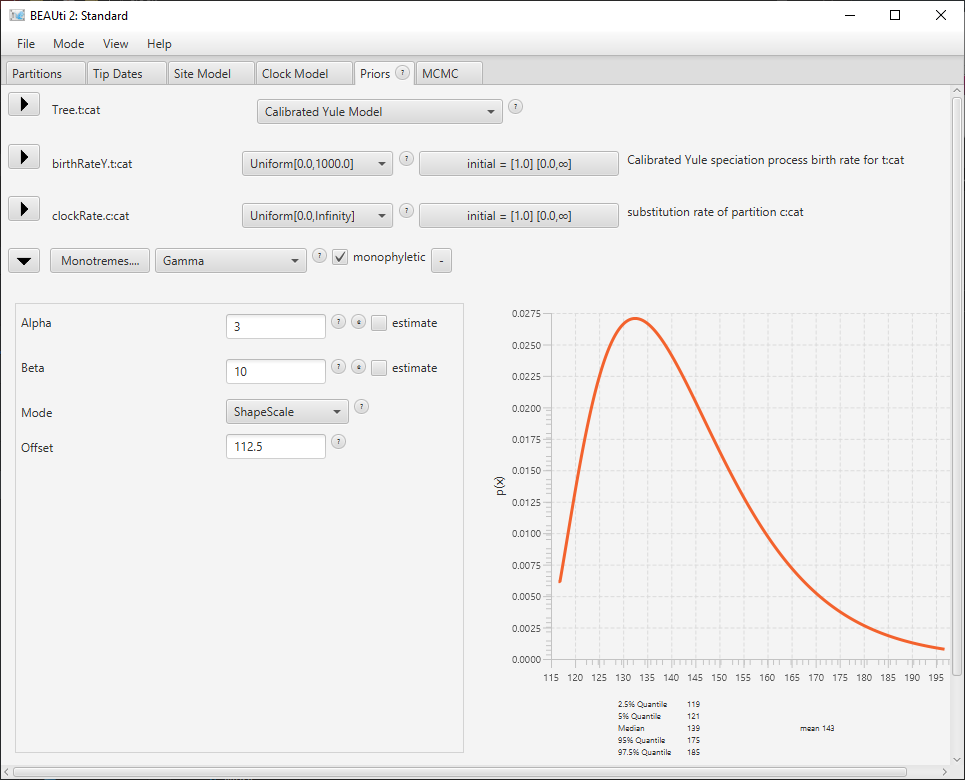 BEAUti 2: Standard
File Mode View Help
Partitions Tip Dates Site Model Clock Model Priors ? MCMC
Tree.t:cat Calibrated Yule Model ?
birthRateY.t:cat Uniform[0.0,1000.0] ? initial = [1.0] [0.0,∞] Calibrated Yule speciation process birth rate for t:cat
clockRate.c:cat Uniform[0.0,Infinity] ? initial = [1.0] [0.0,∞] substitution rate of partition c:cat
Monotremes.... Gamma ? monophyletic -
Alpha 3 ? e estimate
Beta 10 ? e estimate
Mode ShapeScale ?
Offset 112.5 ?
0.0275
0.0250
0.0225
0.0200
0.0175
0.0150
0.0125
0.0100
0.0075
0.0050
0.0025
0.0000
p(x)
115 120 125 130 135 140 145 150 155 160 165 170 175 180 185 190 195
2.5% Quantile 119
5% Quantile 121
Median 139 mean 143
95% Quantile 175
97.5% Quantile 185